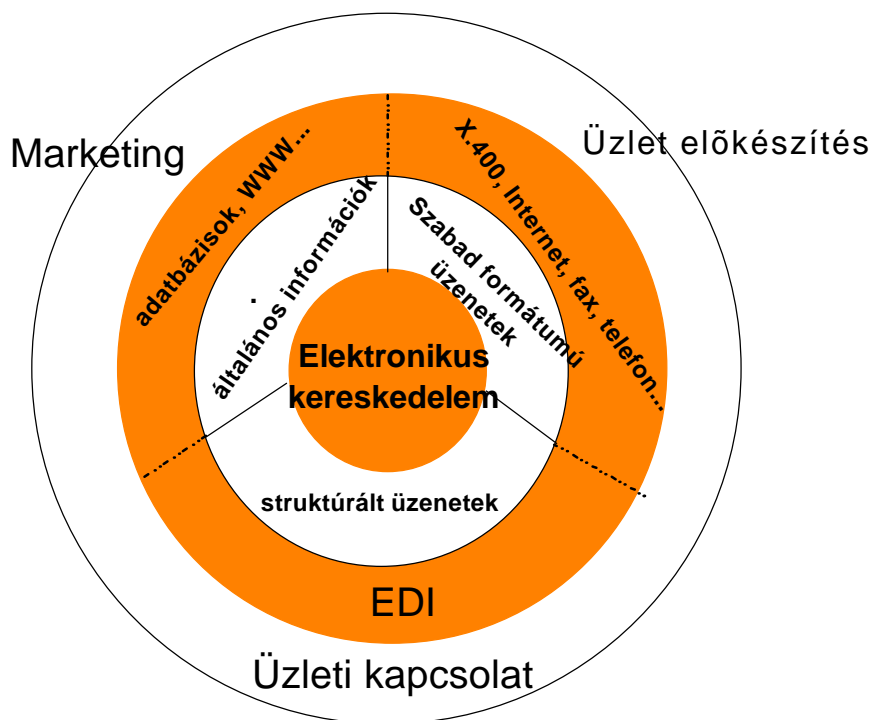 Marketing
Üzlet elõkészítés
adatbázisok, WWW...
X.400, Internet, fax, telefon...
általános információk
Szabad formátumú
üzenetek
Elektronikus
kereskedelem
struktúrált üzenetek
EDI
Üzleti kapcsolat